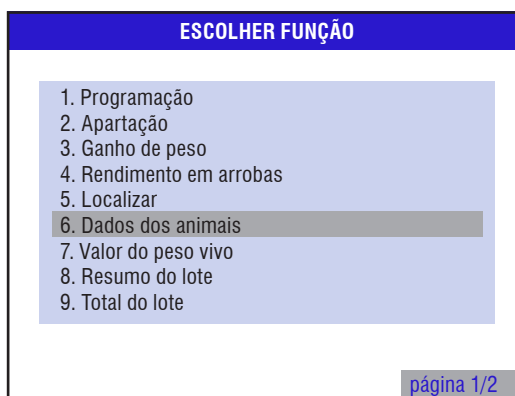 ESCOLHER FUNÇÃO
1. Programação
2. Apartação
3. Ganho de peso
4. Rendimento em arrobas
5. Localizar
6. Dados dos animais
7. Valor do peso vivo
8. Resumo do lote
9. Total do lote
página 1/2